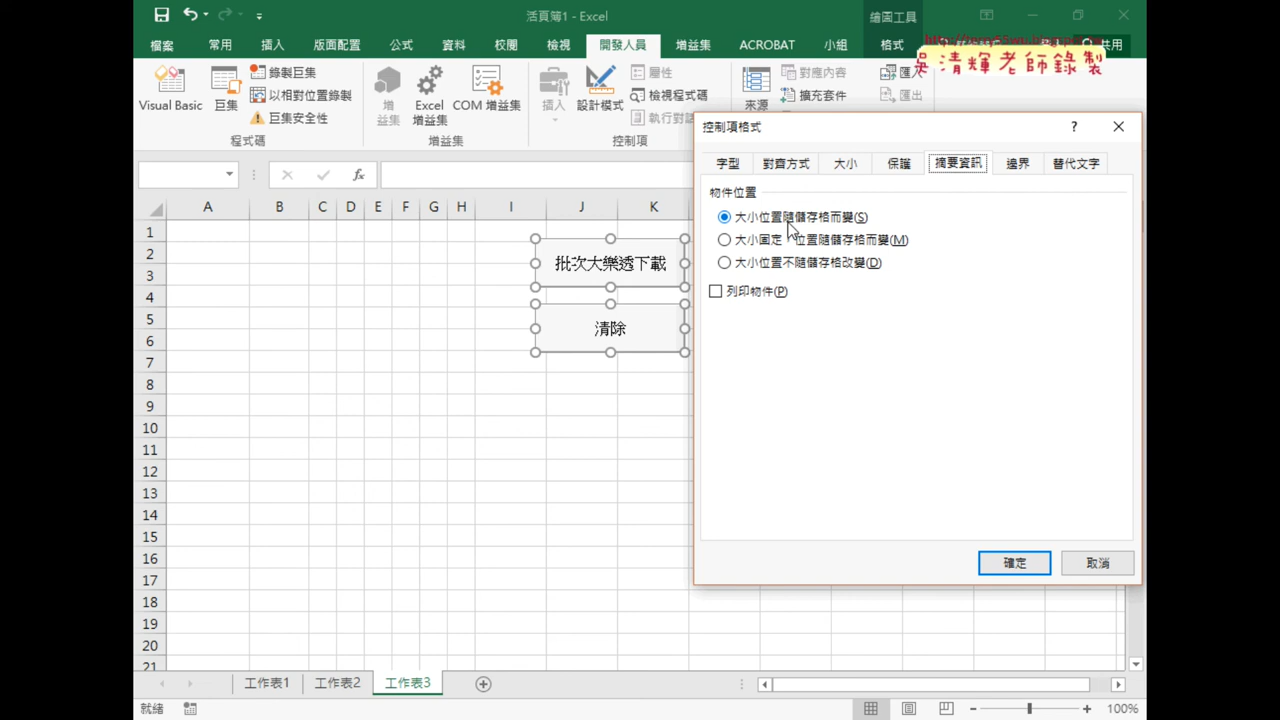 活頁簿1 - Excel
繪圖工具
檔案 常用 插入 版面配置 公式 資料 校閱 檢視 開發人員 增益集 ACROBAT 小組 格式 共用
吳清輝老師錄製
Visual Basic
巨集
錄製巨集
以相對位置錄製
巨集安全性
程式碼
增益集
Excel 增益集
COM 增益集
增益集
插入
設計模式
屬性
檢視程式碼
執行對
控制項
來源
對應內容
擴充套件
匯出
fx
控制項格式
?
字型 對齊方式 大小 保護 摘要資訊 邊界 替代文字
物件位置
大小位置隨儲存格而變(S)
大小固定，位置隨儲存格而變(M)
大小位置不隨儲存格改變(D)
列印物件(P)
確定 取消
A B C D E F G H I J K
1
2
3
4
5
6
7
8
9
10
11
12
13
14
15
16
17
18
19
20
21
批次大樂透下載
清除
工作表1 工作表2 工作表3
就緒
100%